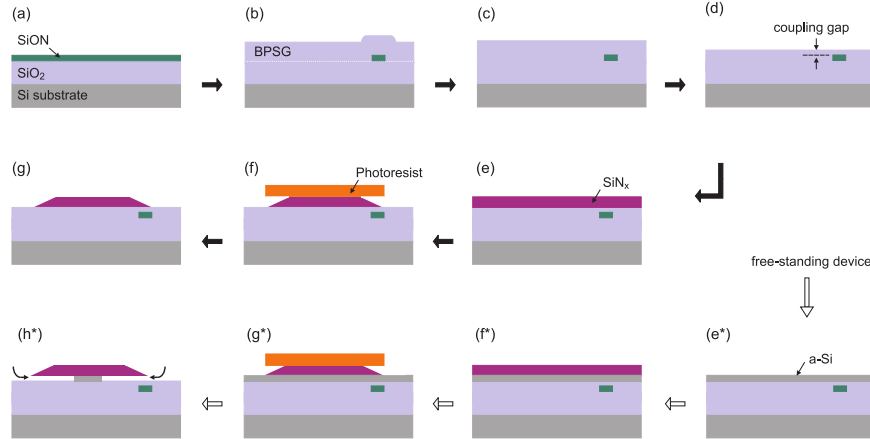 (a)
SiON
SiO2
Si substrate
(b)
BPSG
(c)
(d)
coupling gap
(g)
(f)
Photoresist
(e)
SiNx
free-standing device
(h*)
(g*)
(f*)
(e*)
a-Si